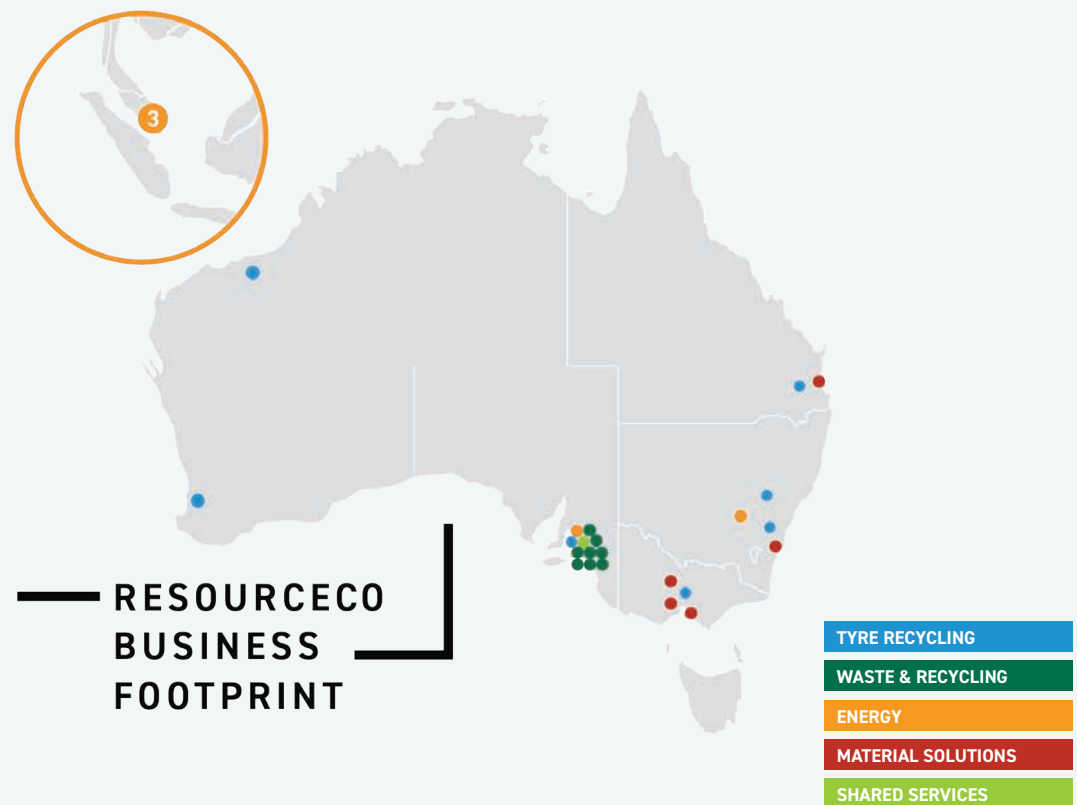 3
RESOURCECO
BUSINESS
FOOTPRINT
TYRE RECYCLING
WASTE & RECYCLING
ENERGY
MATERIAL SOLUTIONS
SHARED SERVICES